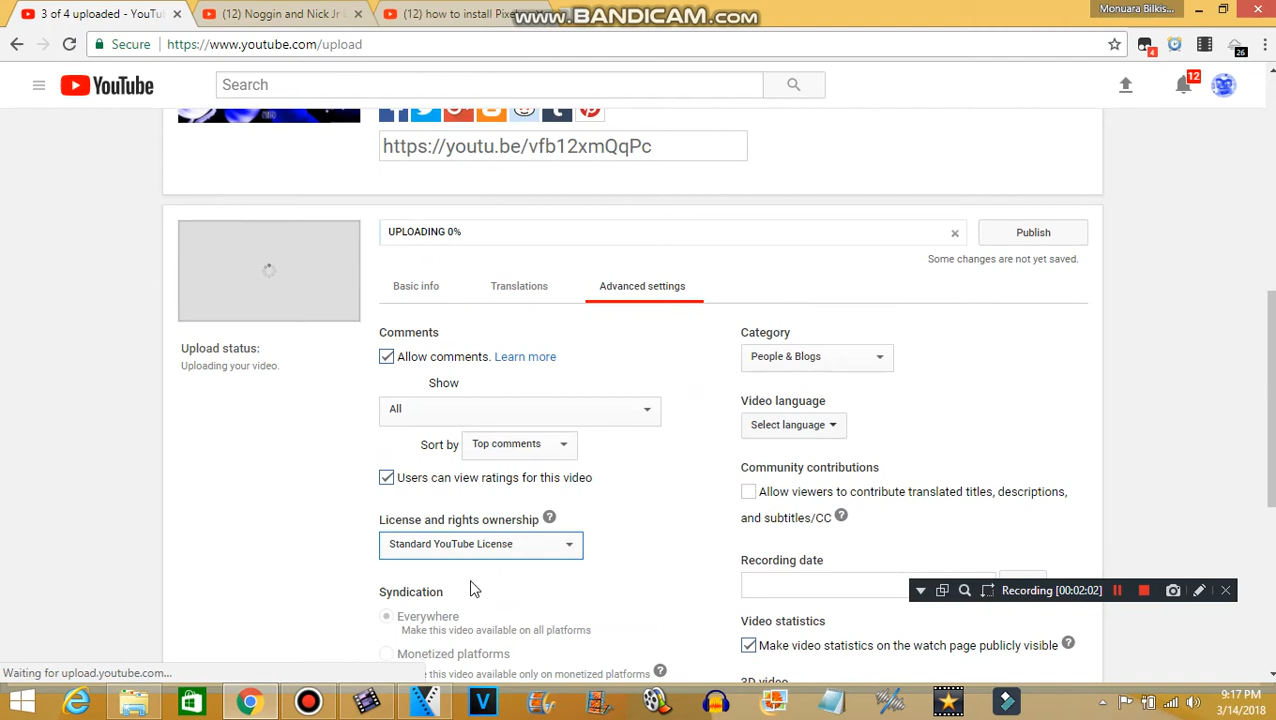 3 of 4 uploaded - YouT
(12) Noggin and Nick Jr
(12) how to install Pixel
www.BANDICAM.com
Monuara Bilkis...
Secure
https://www.youtube.com/upload
4
26
YouTube
Search
12
https://youtu.be/vfb12xmQqPc
UPLOADING 0%
Publish
Some changes are not yet saved.
Basic info
Translations
Advanced settings
Upload status:
Uploading your video.
Comments
Allow comments. Learn more
Show
All
Sort by Top comments
Users can view ratings for this video
License and rights ownership ?
Standard YouTube License
Syndication
Everywhere
Make this video available on all platforms
Monetized platforms
this video available only on monetized platforms ?
Category
People & Blogs
Video language
Select language
Community contributions
Allow viewers to contribute translated titles, descriptions,
and subtitles/CC ?
Recording date
Recording [00:02:02]
Video statistics
Make video statistics on the watch page publicly visible ?
3D video
Waiting for upload.youtube.com...
9:17 PM
3/14/2018